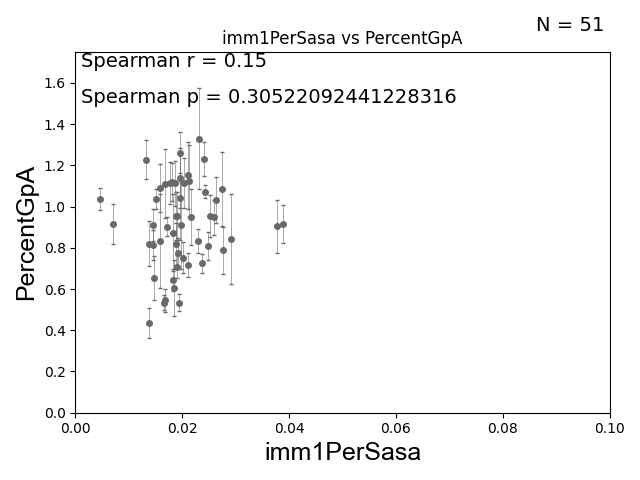 N = 51
imm1PerSasa vs PercentGpA
Spearman r = 0.15
Spearman p = 0.30522092441228316
PercentGpA
1.6
1.4
1.2
1.0
0.8
0.6
0.4
0.2
0.0
0.00 0.02 0.04 0.06 0.08 0.10
imm1PerSasa